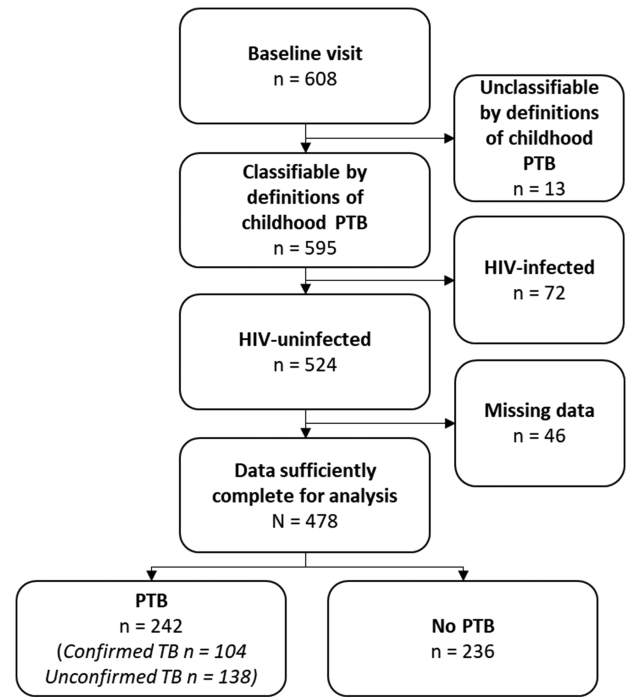 Baseline visit
n = 608
Unclassifiable
by definitions
of childhood
PTB
n = 13
Classifiable by
definitions of
childhood PTB
n = 595
HIV-infected
n = 72
HIV-uninfected
n = 524
Missing data
n = 46
Data sufficiently
complete for analysis
N = 478
PTB
n = 242
(Confirmed TB n = 104
Unconfirmed TB n = 138)
No PTB
n = 236